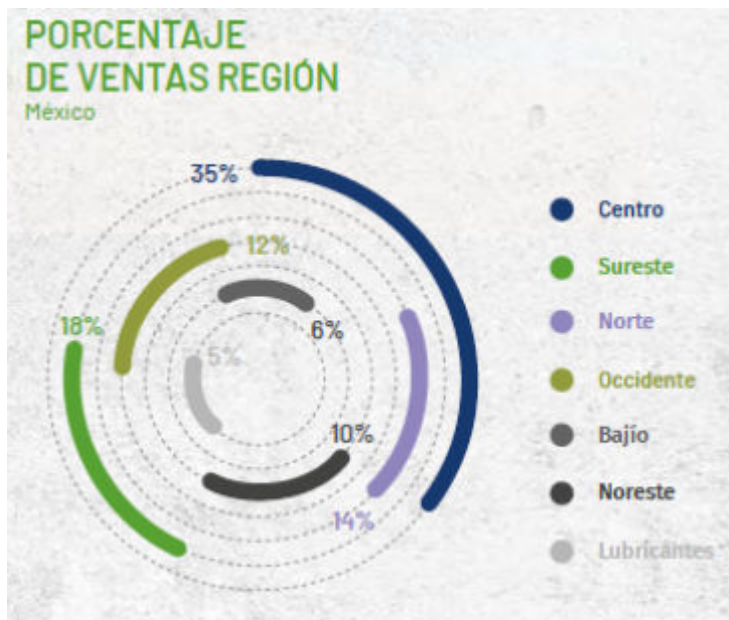 PORCENTAJE
DE VENTAS REGIÓN
México
35%
12%
6%
18%
5%
10%
14%
Centro
Sureste
Norte
Occidente
Bajío
Noreste
Lubricantes